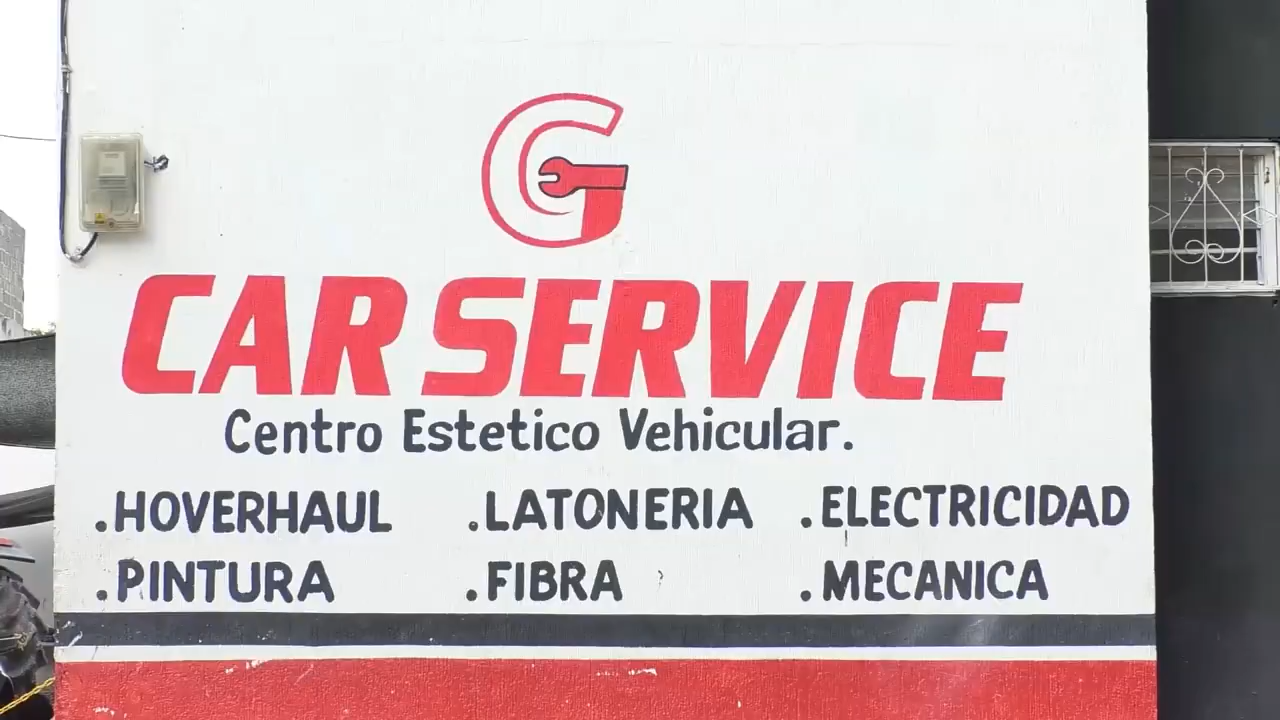 G
CAR SERVICE
Centro Estetico Vehicular.
.HOVERHAUL .LATONERIA .ELECTRICIDAD
.PINTURA .FIBRA .MECANICA